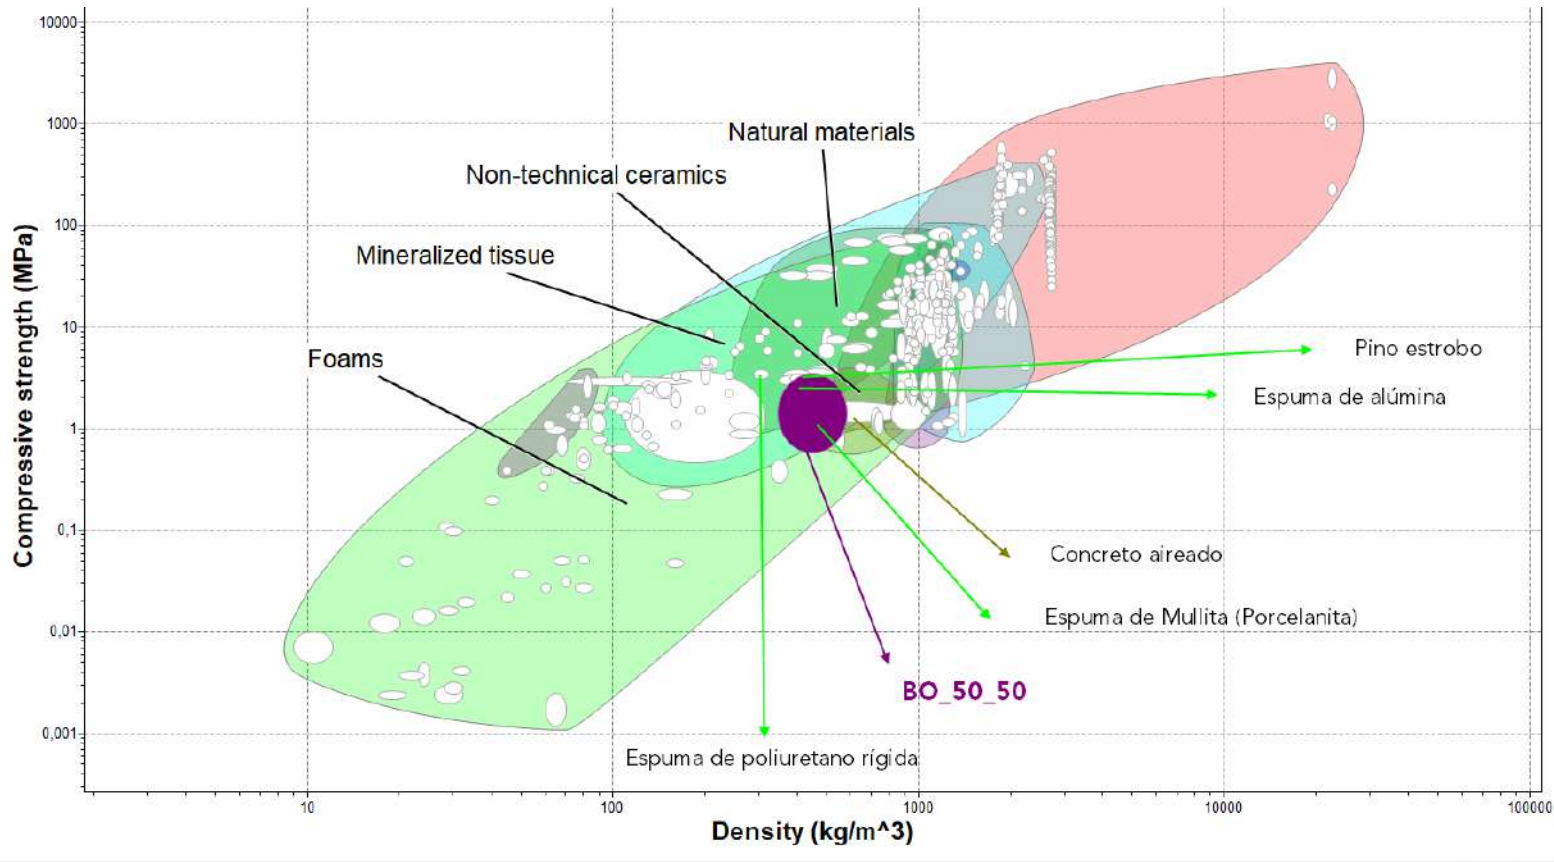 10000
1000
100
10
1
0,1
0,01
0,001
Compressive strength (MPa)
Natural materials
Non-technical ceramics
Mineralized tissue
Foams
Pino estrobo
Espuma de alúmina
Concreto aireado
Espuma de Mullita (Porcelanita)
BO_50_50
Espuma de poliuretano rígida
10
100
1000
10000
100000
Density (kg/m^3)